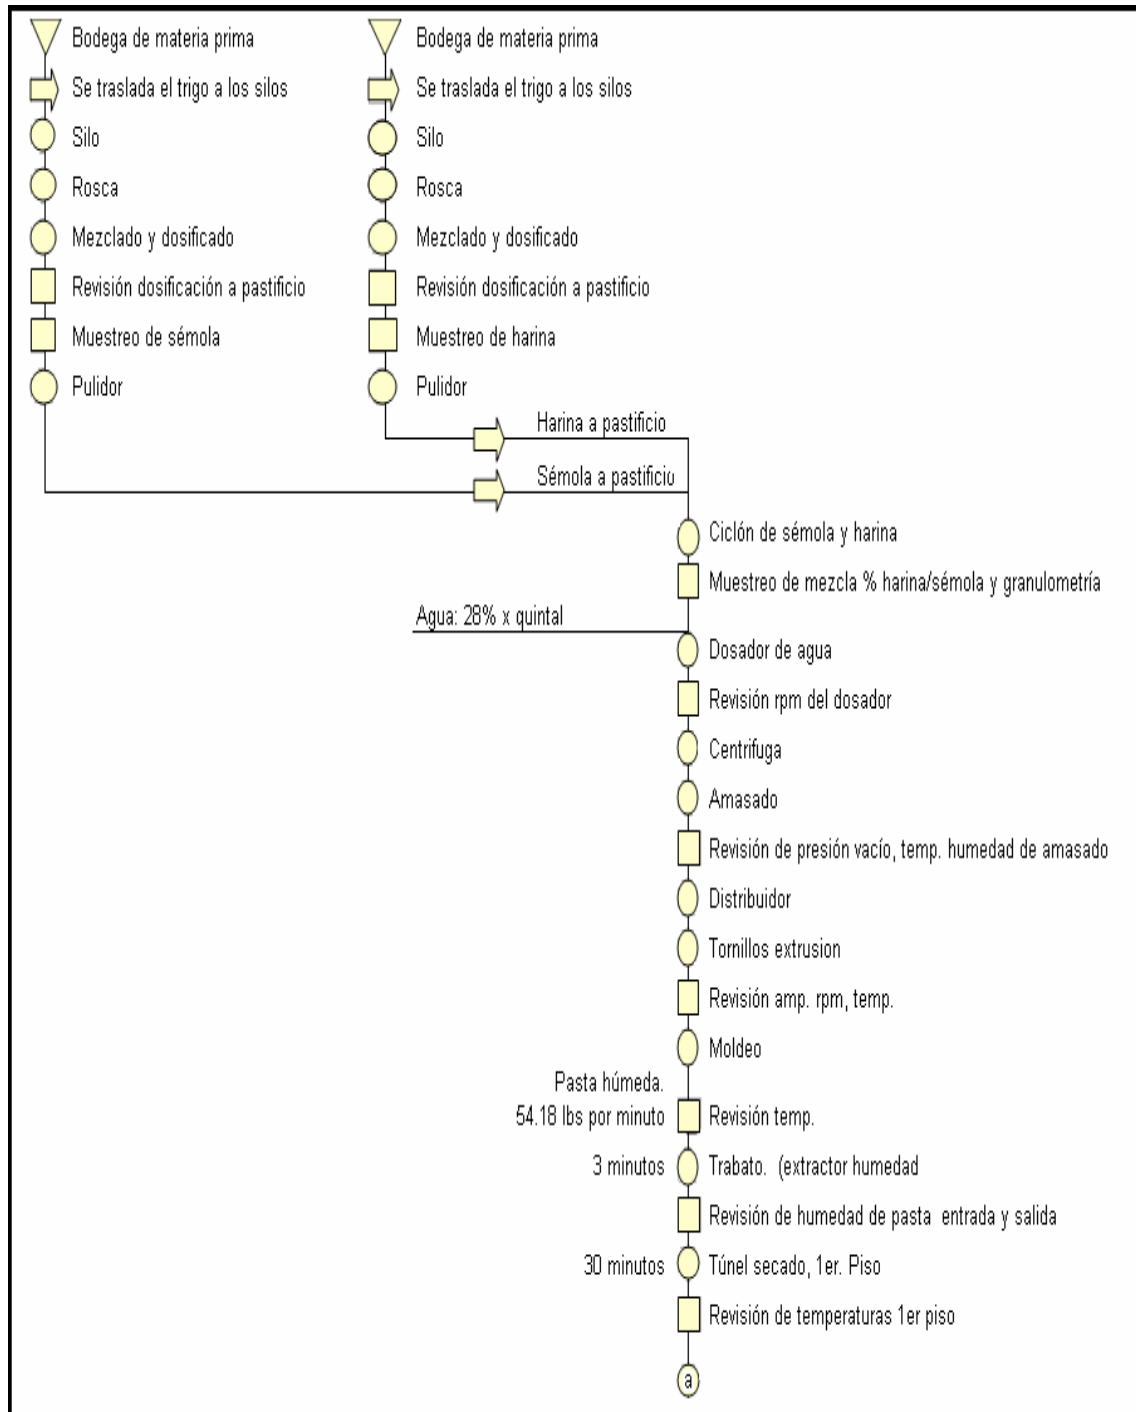 Bodega de materia prima
Se traslada el trigo a los silos
Silo
Rosca
Mezclado y dosificado
Revisión dosificación a pastificio
Muestreo de sémola
Pulidor
Bodega de materia prima
Se traslada el trigo a los silos
Silo
Rosca
Mezclado y dosificado
Revisión dosificación a pastificio
Muestreo de harina
Pulidor
Harina a pastificio
Sémola a pastificio
Ciclón de sémola y harina
Muestreo de mezcla % harina/sémola y granulometría
Agua: 28% x quintal
Dosador de agua
Revisión rpm del dosador
Centrifuga
Amasado
Revisión de presión vacío, temp. humedad de amasado
Distribuidor
Tornillos extrusion
Revisión amp. rpm, temp.
Moldeo
Pasta húmeda.
54.18 lbs por minuto
Revisión temp.
3 minutos
Trabato. (extractor humedad
Revisión de humedad de pasta entrada y salida
30 minutos
Túnel secado, 1er. Piso
Revisión de temperaturas 1er piso
a